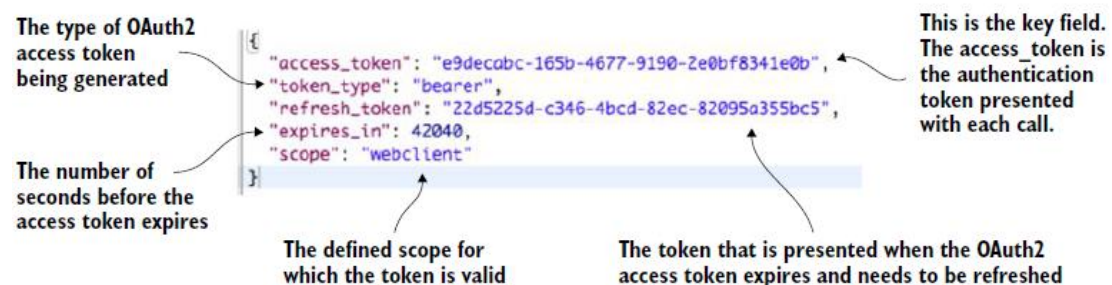 The type of OAuth2
access token
being generated
The number of
seconds before the
access token expires
{
"access_token": "e9decabc-165b-4677-9190-2e0bf8341e0b",
"token_type": "bearer",
"refresh_token": "22d5225d-c346-4bcd-82ec-82095a355bc5",
"expires_in": 42040,
"scope": "webclient"
}
This is the key field.
The access_token is
the authentication
token presented
with each call.
The defined scope for
which the token is valid
The token that is presented when the OAuth2
access token expires and needs to be refreshed